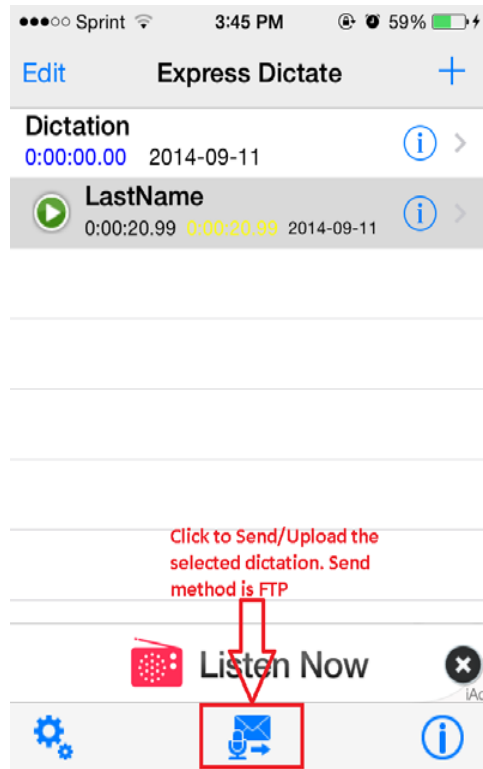 Sprint 3:45 PM 59%
Edit Express Dictate +
Dictation
0:00:00.00 2014-09-11
LastName
0:00:20.99 0:00:20.99 2014-09-11
Click to Send/Upload the
selected dictation. Send
method is FTP
Listen Now
iAd